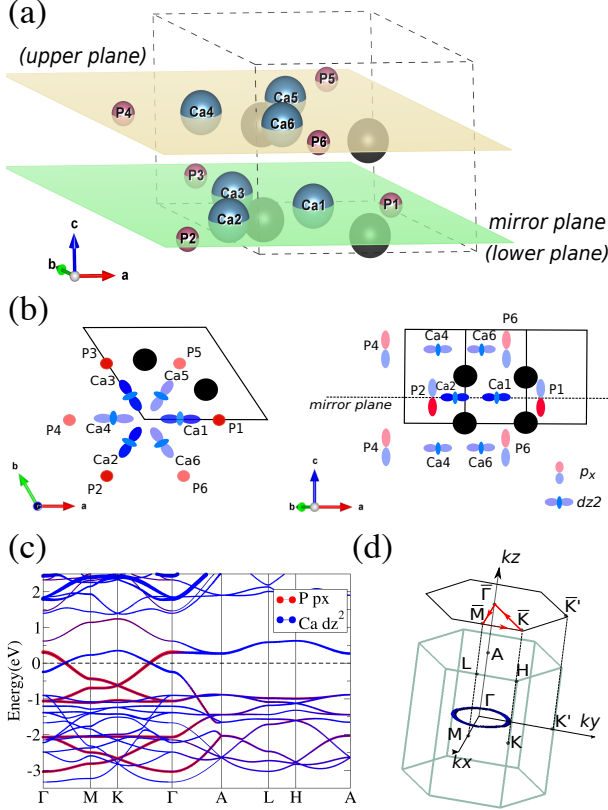 (a)
(upper plane)
P5
Ca5
P4
Ca4
Ca6
P6
P3
Ca3
Ca1
P1
Ca2
P2
mirror plane
(lower plane)
c
b
a
(b)
P3
P5
Ca3
Ca5
P4
Ca4
Ca1
P1
Ca2
Ca6
P2
P6
b
c
a
P6
Ca4
Ca6
P4
P2
Ca2
Ca1
P1
mirror plane
P4
Ca4
Ca6
P6
p_x
dz2
c
b
a
(c)
P px
Ca dz²
Energy(eV)
2
1
0
-1
-2
-3
Γ M K Γ A L H A
(d)
kz
Γ̅
M̅
K̅
K̅'
A
L
H
Γ
M
K
K'
ky
kx